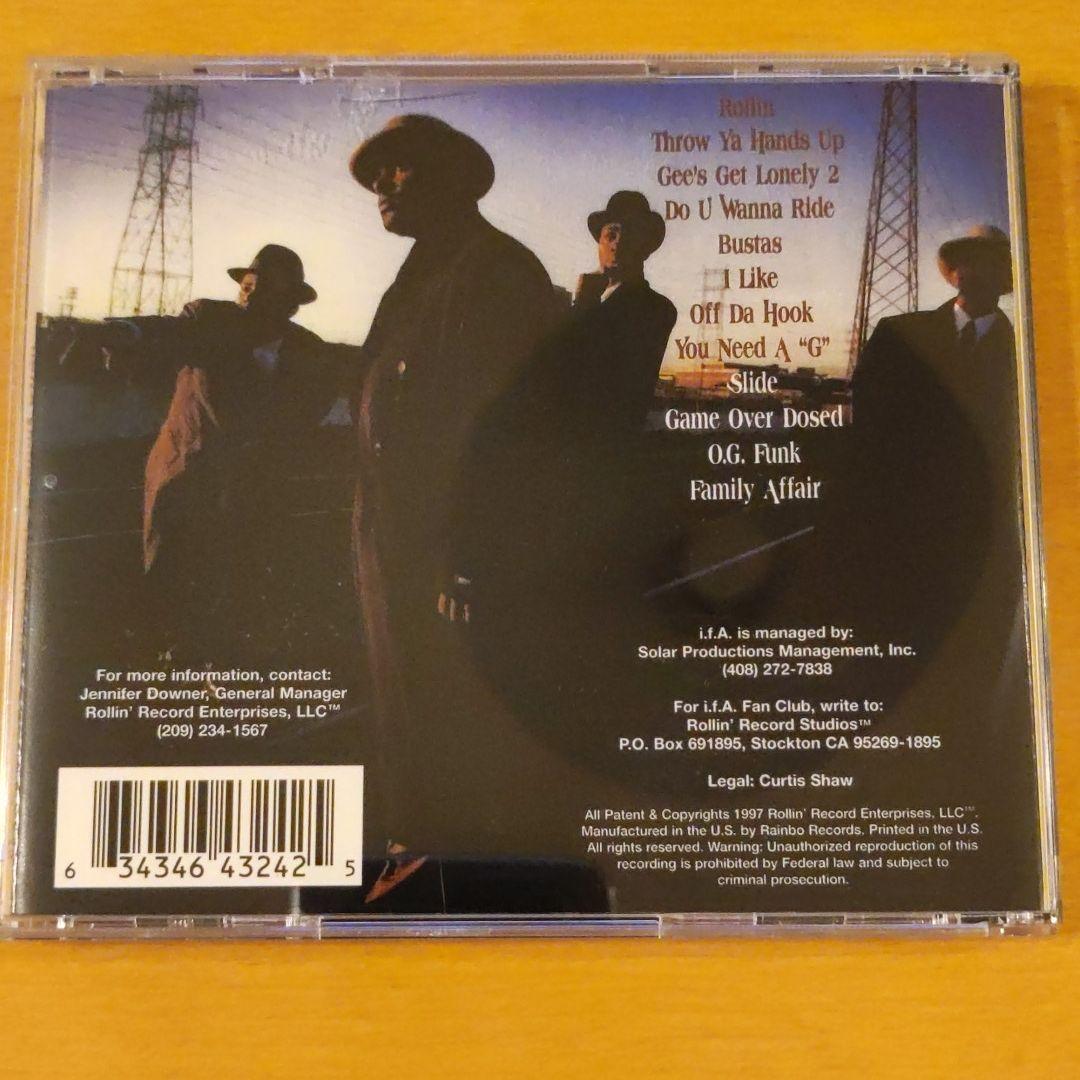 Rollin
Throw Ya Hands Up
Gee's Get Lonely 2
Do U Wanna Ride
Bustas
I Like
Off Da Hook
You Need A "G"
Slide
Game Over Dosed
O.G. Funk
Family Affair
i.f.A. is managed by:
Solar Productions Management, Inc.
(408) 272-7838
For i.f.A. Fan Club, write to:
Rollin' Record Studios™
P.O. Box 691895, Stockton CA 95269-1895
Legal: Curtis Shaw
All Patent & Copyrights 1997 Rollin' Record Enterprises, LLC™.
Manufactured in the U.S. by Rainbo Records. Printed in the U.S.
All rights reserved. Warning: Unauthorized reproduction of this
recording is prohibited by Federal law and subject to
criminal prosecution.
For more information, contact:
Jennifer Downer, General Manager
Rollin' Record Enterprises, LLC™
(209) 234-1567
6 34346 43242 5